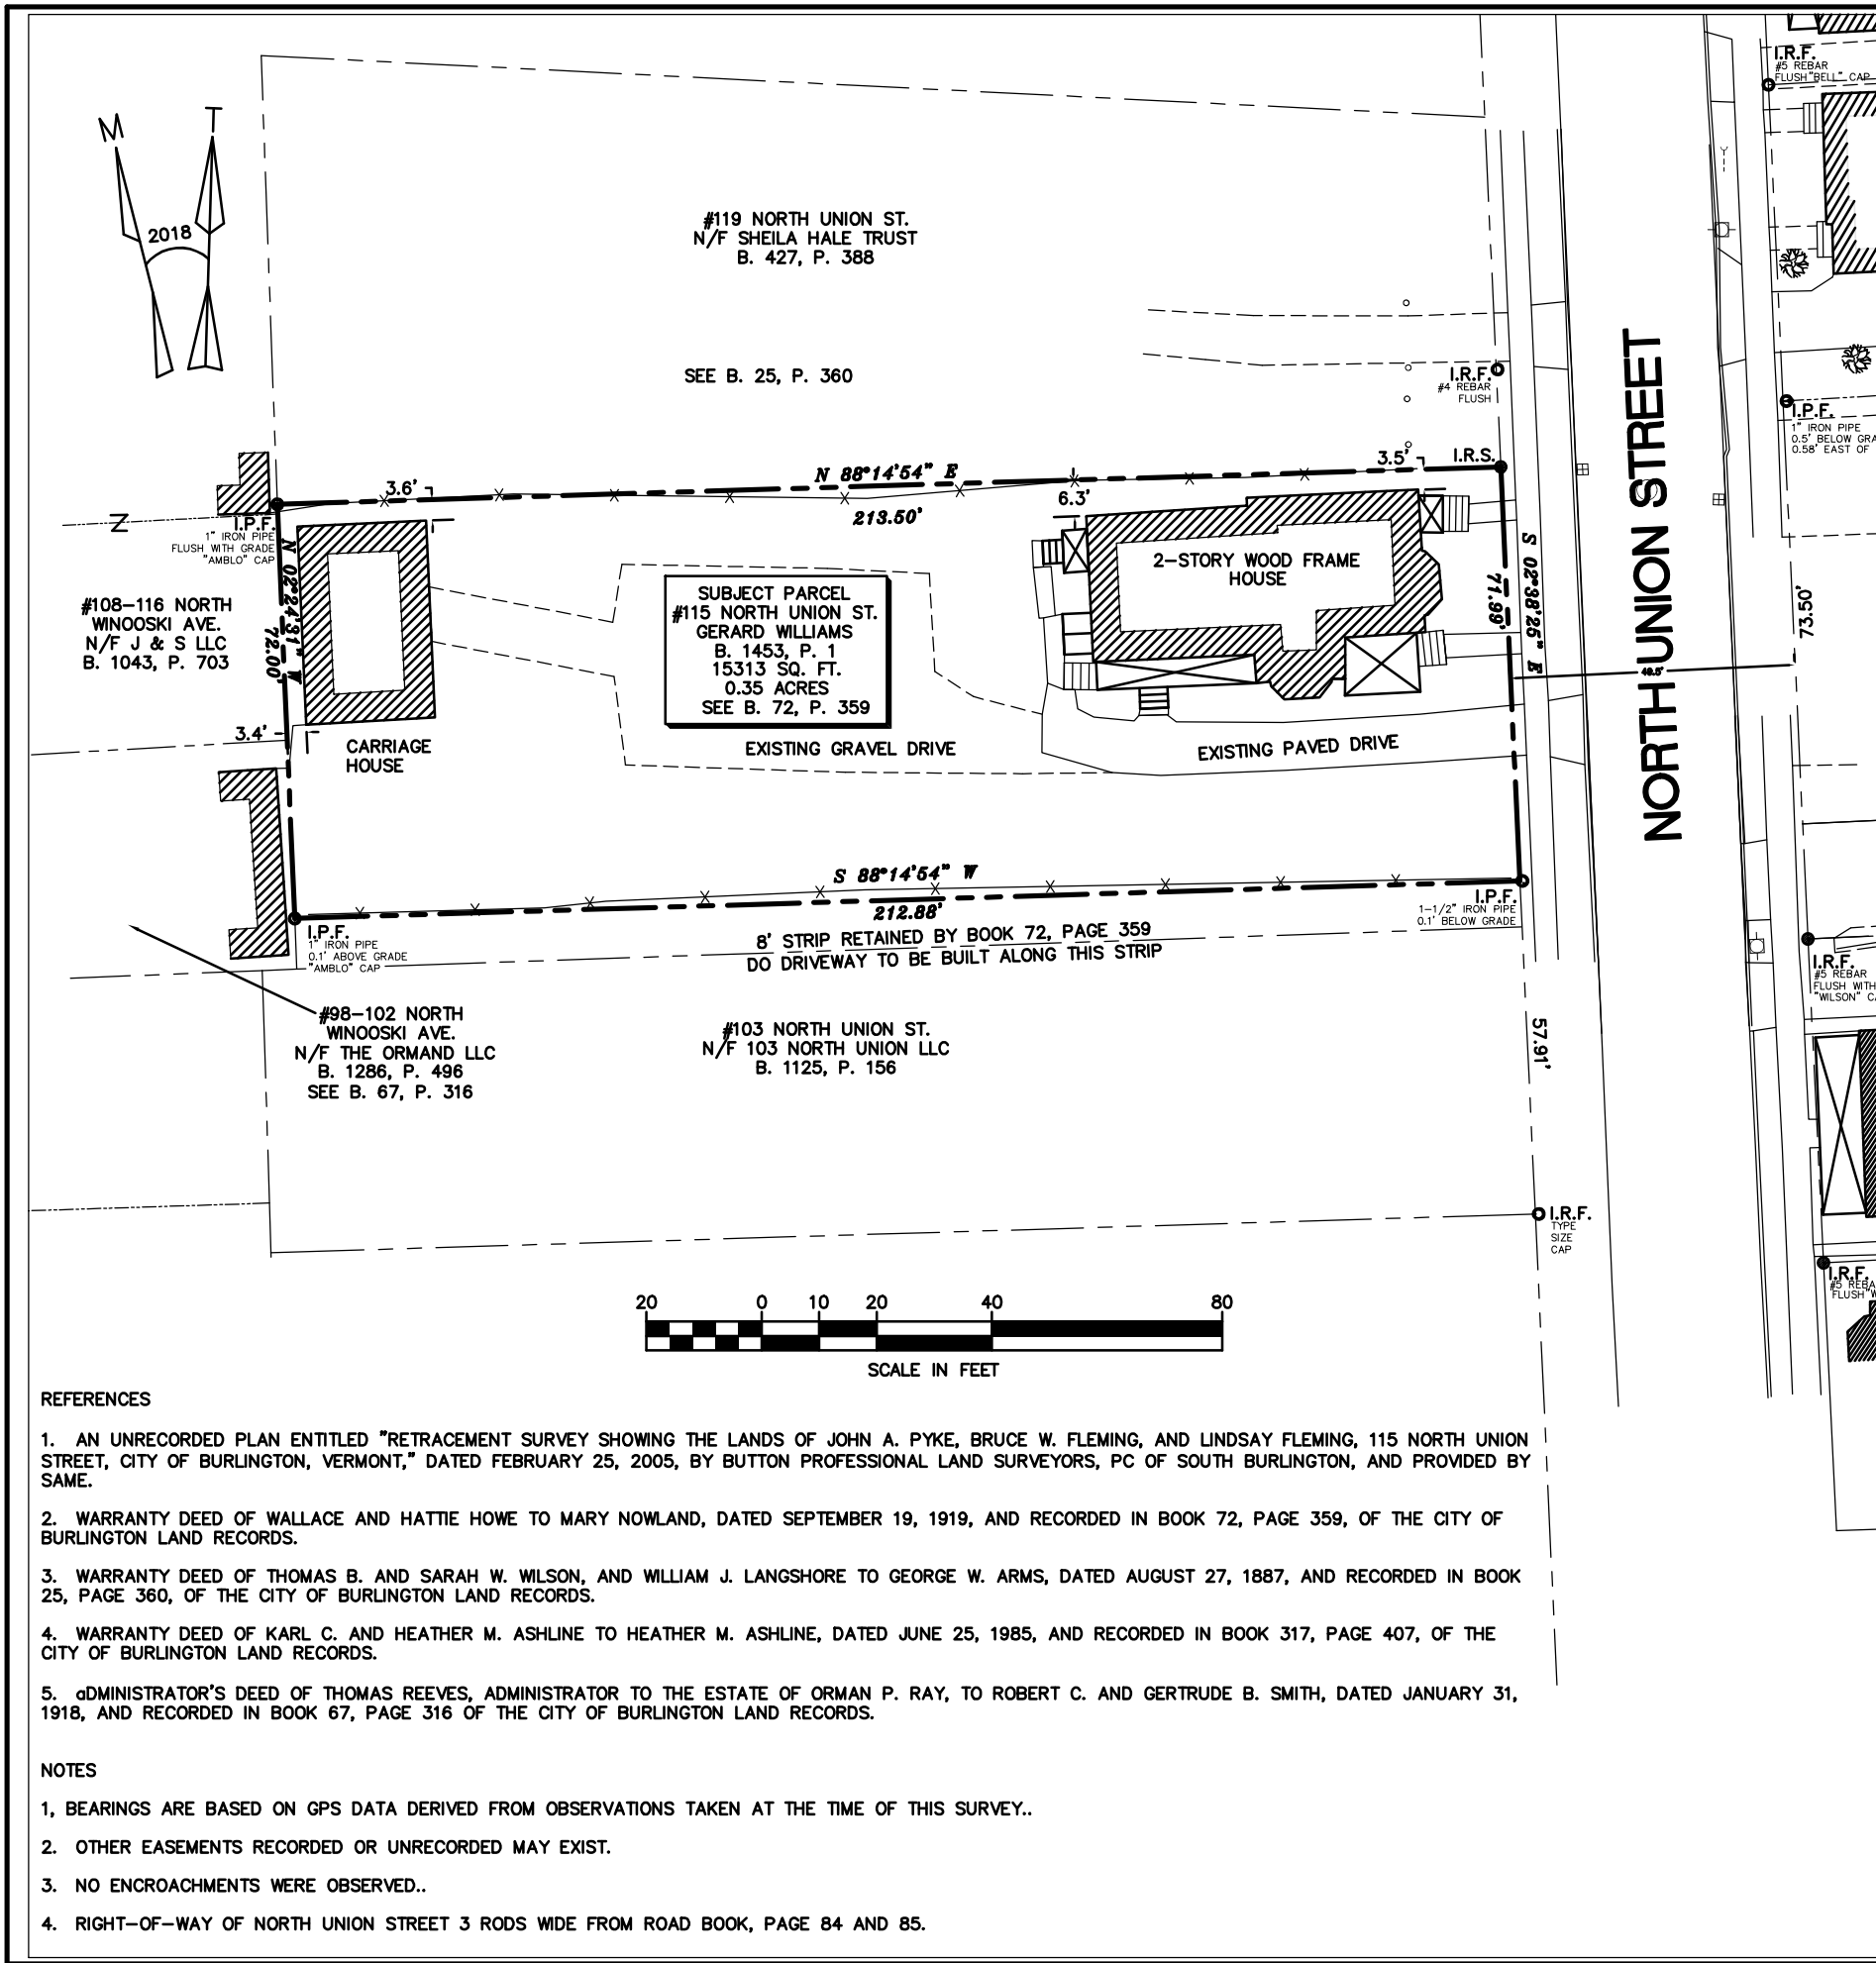 I.R.F.
#5 REBAR
FLUSH "BELL" CAP
M
T
2018
#119 NORTH UNION ST.
N/F SHEILA HALE TRUST
B. 427, P. 388
SEE B. 25, P. 360
I.R.F.
#4 REBAR
FLUSH
NORTH UNION STREET
I.P.F.
1" IRON PIPE
0.5' BELOW GRA
0.58' EAST OF
3.6'
N 88°14'54" E
213.50'
6.3'
3.5'
I.R.S.
Z
I.P.F.
1" IRON PIPE
FLUSH WITH GRADE
"AMBLO" CAP
N 02°24'31" W
72.00'
#108-116 NORTH
WINOOSKI AVE.
N/F J & S LLC
B. 1043, P. 703
SUBJECT PARCEL
#115 NORTH UNION ST.
GERARD WILLIAMS
B. 1453, P. 1
15313 SQ. FT.
0.35 ACRES
SEE B. 72, P. 359
2-STORY WOOD FRAME
HOUSE
S 02°38'25" E
71.99'
73.50'
49.5'
3.4'
CARRIAGE
HOUSE
EXISTING GRAVEL DRIVE
EXISTING PAVED DRIVE
S 88°14'54" W
212.88'
I.P.F.
1-1/2" IRON PIPE
0.1' BELOW GRADE
I.P.F.
1" IRON PIPE
0.1' ABOVE GRADE
"AMBLO" CAP
8' STRIP RETAINED BY BOOK 72, PAGE 359
DO DRIVEWAY TO BE BUILT ALONG THIS STRIP
I.R.F.
#5 REBAR
FLUSH WITH
"WILSON" CA
#98-102 NORTH
WINOOSKI AVE.
N/F THE ORMAND LLC
B. 1286, P. 496
SEE B. 67, P. 316
#103 NORTH UNION ST.
N/F 103 NORTH UNION LLC
B. 1125, P. 156
57.91'
I.R.F.
TYPE
SIZE
CAP
I.R.F.
#5 REBA
FLUSH "W
20 0 10 20 40 80
SCALE IN FEET
REFERENCES
1. AN UNRECORDED PLAN ENTITLED "RETRACEMENT SURVEY SHOWING THE LANDS OF JOHN A. PYKE, BRUCE W. FLEMING, AND LINDSAY FLEMING, 115 NORTH UNION
STREET, CITY OF BURLINGTON, VERMONT," DATED FEBRUARY 25, 2005, BY BUTTON PROFESSIONAL LAND SURVEYORS, PC OF SOUTH BURLINGTON, AND PROVIDED BY
SAME.
2. WARRANTY DEED OF WALLACE AND HATTIE HOWE TO MARY NOWLAND, DATED SEPTEMBER 19, 1919, AND RECORDED IN BOOK 72, PAGE 359, OF THE CITY OF
BURLINGTON LAND RECORDS.
3. WARRANTY DEED OF THOMAS B. AND SARAH W. WILSON, AND WILLIAM J. LANGSHORE TO GEORGE W. ARMS, DATED AUGUST 27, 1887, AND RECORDED IN BOOK
25, PAGE 360, OF THE CITY OF BURLINGTON LAND RECORDS.
4. WARRANTY DEED OF KARL C. AND HEATHER M. ASHLINE TO HEATHER M. ASHLINE, DATED JUNE 25, 1985, AND RECORDED IN BOOK 317, PAGE 407, OF THE
CITY OF BURLINGTON LAND RECORDS.
5. aDMINISTRATOR'S DEED OF THOMAS REEVES, ADMINISTRATOR TO THE ESTATE OF ORMAN P. RAY, TO ROBERT C. AND GERTRUDE B. SMITH, DATED JANUARY 31,
1918, AND RECORDED IN BOOK 67, PAGE 316 OF THE CITY OF BURLINGTON LAND RECORDS.
NOTES
1, BEARINGS ARE BASED ON GPS DATA DERIVED FROM OBSERVATIONS TAKEN AT THE TIME OF THIS SURVEY..
2. OTHER EASEMENTS RECORDED OR UNRECORDED MAY EXIST.
3. NO ENCROACHMENTS WERE OBSERVED..
4. RIGHT-OF-WAY OF NORTH UNION STREET 3 RODS WIDE FROM ROAD BOOK, PAGE 84 AND 85.